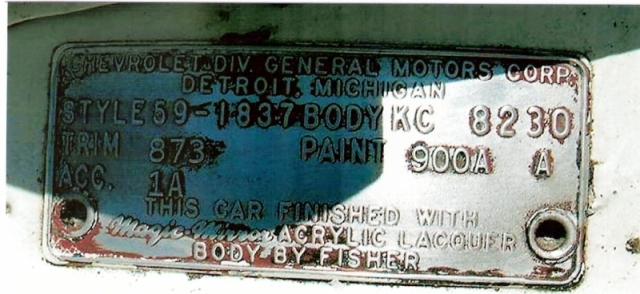 CHEVROLET DIV. GENERAL MOTORS CORP.
DETROIT, MICHIGAN
STYLE 59-1837 BODY KC 8230
TRIM 873 PAINT 900A A
ACC. 1A
THIS CAR FINISHED WITH
Magic-Mirror ACRYLIC LACQUER
BODY BY FISHER